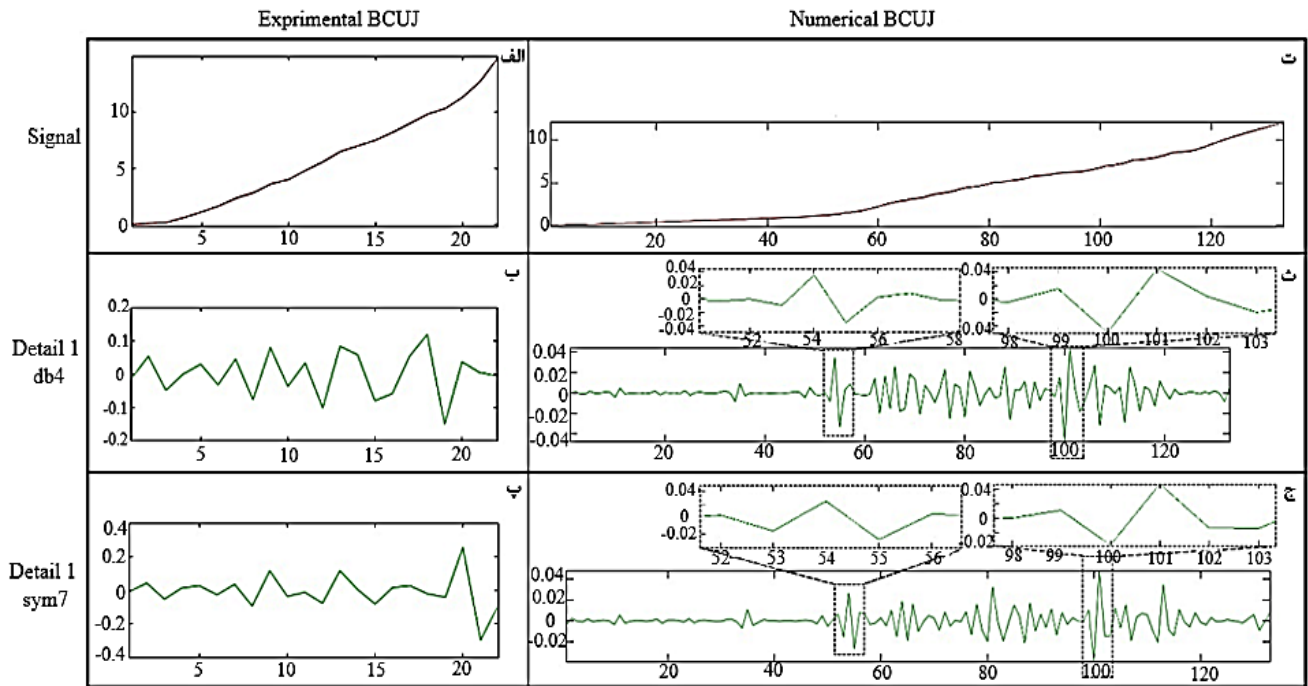 Exprimental BCUJ
Numerical BCUJ
Signal
الف
10
5
0
5 10 15 20
ت
10
5
0
20 40 60 80 100 120
Detail 1
db4
ب
0.2
0.1
0
-0.1
-0.2
5 10 15 20
ث
0.04
0.02
0
-0.02
-0.04
52 54 56 58
0.04
0.02
0
-0.02
-0.04
98 99 100 101 102 103
0.04
0.02
0
-0.02
-0.04
20 40 60 80 100 120
Detail 1
sym7
پ
0.4
0.2
0
-0.2
-0.4
5 10 15 20
ج
0.04
0
-0.02
52 53 54 55 56
0.04
0
-0.02
98 99 100 101 102 103
0.04
0.02
0
-0.02
20 40 60 80 100 120